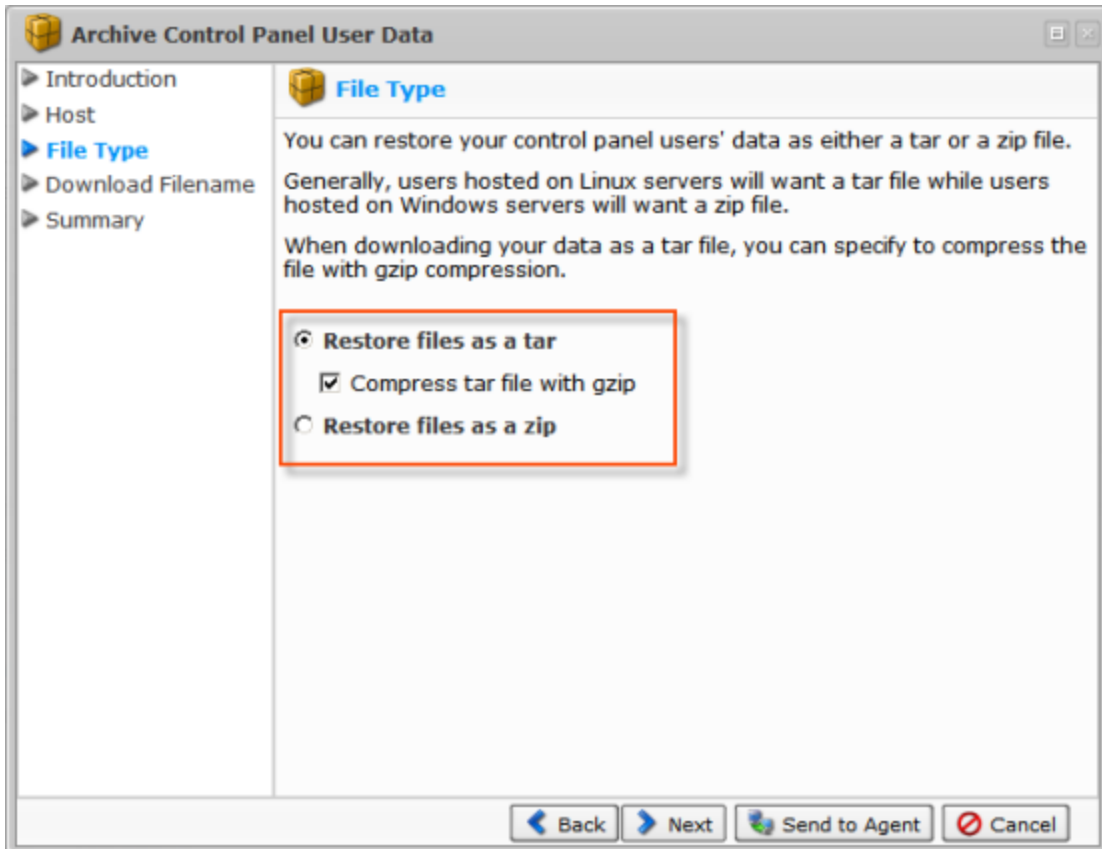 Archive Control Panel User Data
Introduction
Host
File Type
Download Filename
Summary
File Type
You can restore your control panel users' data as either a tar or a zip file.
Generally, users hosted on Linux servers will want a tar file while users
hosted on Windows servers will want a zip file.
When downloading your data as a tar file, you can specify to compress the
file with gzip compression.
Restore files as a tar
Compress tar file with gzip
Restore files as a zip
Back Next Send to Agent Cancel